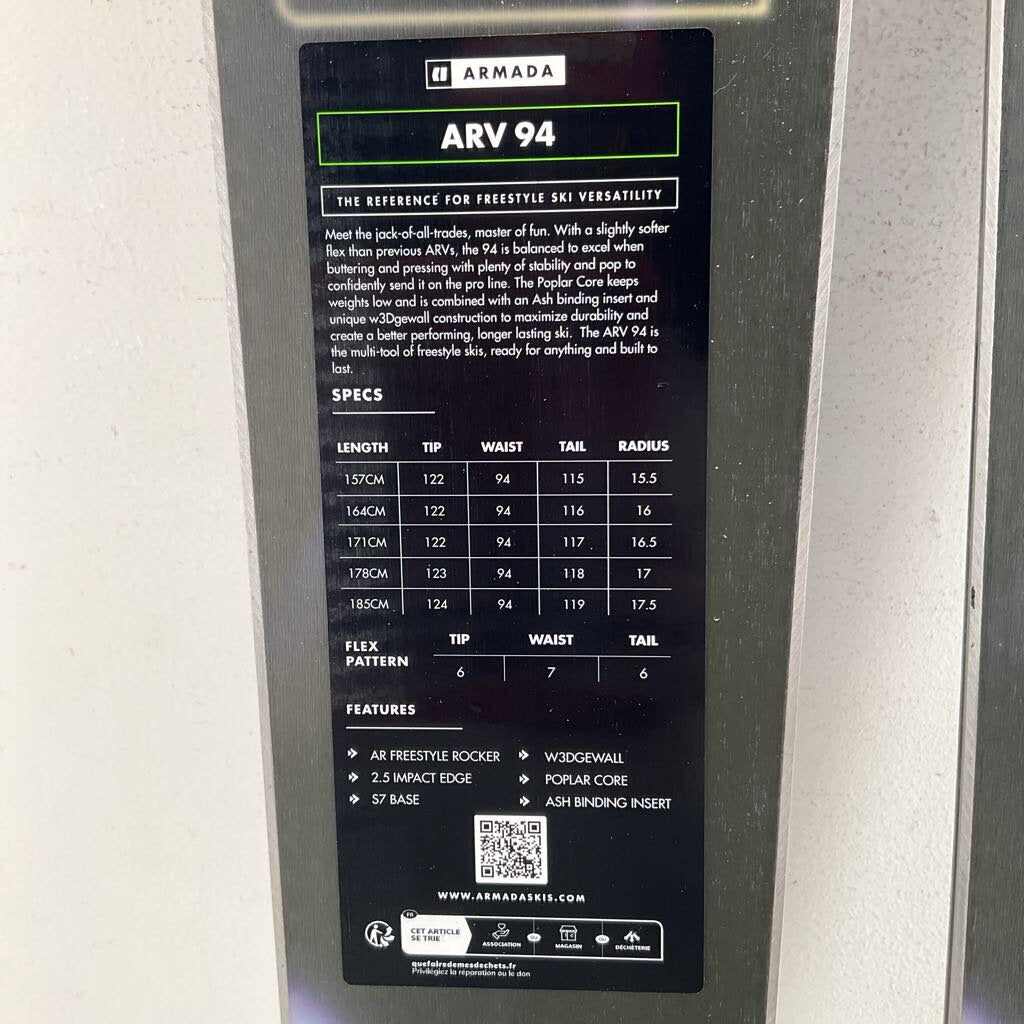 ARMADA
ARV 94
THE REFERENCE FOR FREESTYLE SKI VERSATILITY
Meet the jack-of-all-trades, master of fun. With a slightly softer
flex than previous ARVs, the 94 is balanced to excel when
buttering and pressing with plenty of stability and pop to
confidently send it on the pro line. The Poplar Core keeps
weights low and is combined with an Ash binding insert and
unique w3Dgewall construction to maximize durability and
create a better performing, longer lasting ski. The ARV 94 is
the multi-tool of freestyle skis, ready for anything and built to
last.
SPECS
LENGTH TIP WAIST TAIL RADIUS
157CM 122 94 115 15.5
164CM 122 94 116 16
171CM 122 94 117 16.5
178CM 123 94 118 17
185CM 124 94 119 17.5
FLEX PATTERN
TIP WAIST TAIL
6 7 6
FEATURES
AR FREESTYLE ROCKER W3DGEWALL
2.5 IMPACT EDGE POPLAR CORE
S7 BASE ASH BINDING INSERT
WWW.ARMADASKIS.COM
FR
CET ARTICLE
SE TRIE
ASSOCIATION OU MAGASIN OU DÉCHÈTERIE
quefairedemesdechets.fr
Privilégiez la réparation ou le don